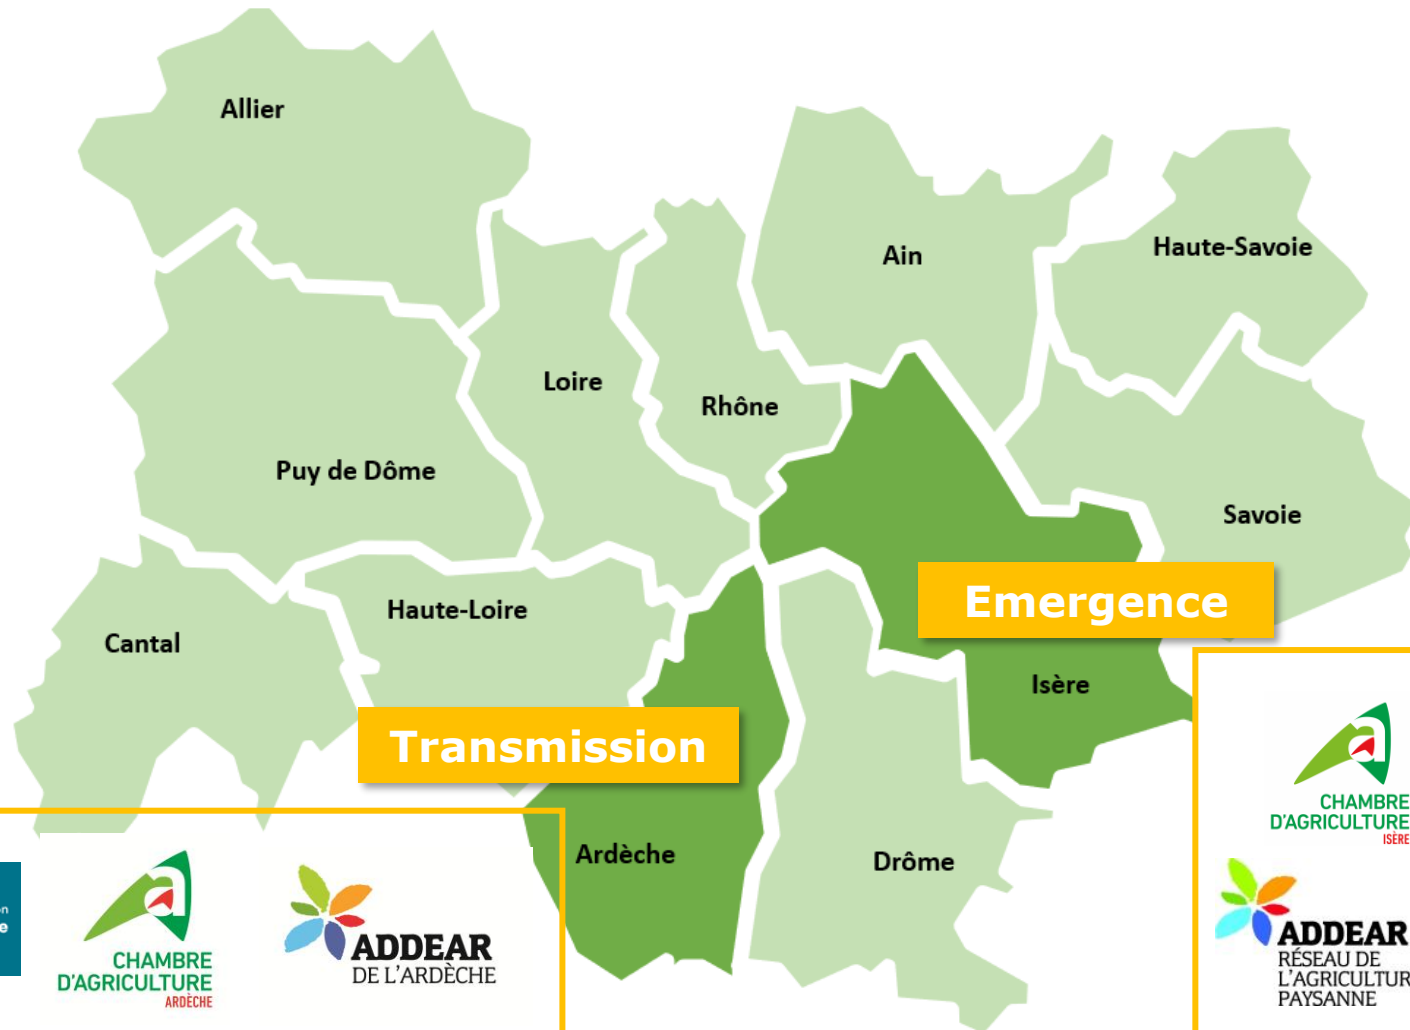 Allier
Ain
Haute-Savoie
Loire
Rhône
Puy de Dôme
Savoie
Emergence
Haute-Loire
Cantal
Isère
Transmission
CHAMBRE
D'AGRICULTURE
ISÈRE
Ardèche
Drôme
CHAMBRE
D'AGRICULTURE
ARDÈCHE
ADDEAR
DE L'ARDÈCHE
ADDEAR
RÉSEAU DE
L'AGRICULTUR
PAYSANNE